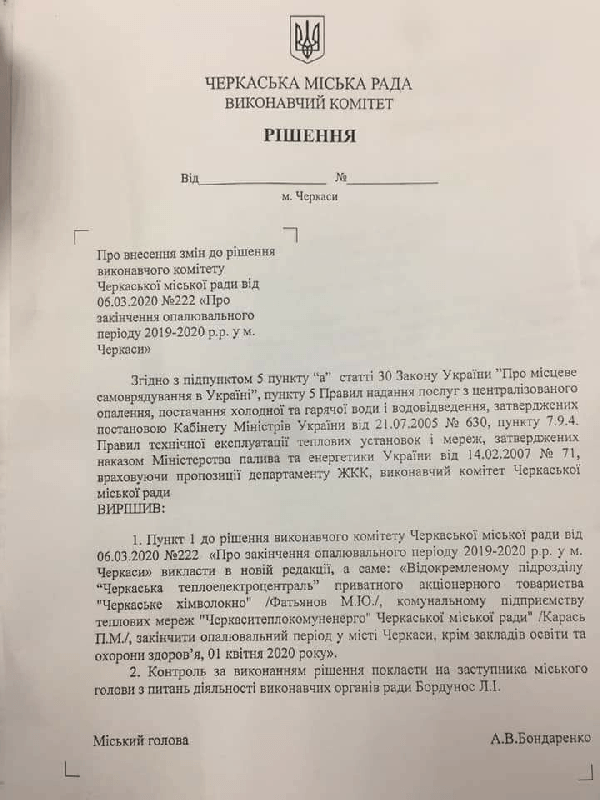 ЧЕРКАСЬКА МІСЬКА РАДА
ВИКОНАВЧИЙ КОМІТЕТ
РІШЕННЯ
Від____________________ №______________
м. Черкаси
Про внесення змін до рішення
виконавчого комітету
Черкаської міської ради від
06.03.2020 №222 «Про
закінчення опалювального
періоду 2019-2020 р.р. у м.
Черкаси»
Згідно з підпунктом 5 пункту “а” статті 30 Закону України ”Про місцеве
самоврядування в Україні”, пункту 5 Правил надання послуг з централізованого
опалення, постачання холодної та гарячої води і водовідведення, затверджених
постановою Кабінету Міністрів України від 21.07.2005 № 630, пункту 7.9.4.
Правил технічної експлуатації теплових установок і мереж, затверджених
наказом Міністерства палива та енергетики України від 14.02.2007 № 71,
враховуючи пропозиції департаменту ЖКК, виконавчий комітет Черкаської
міської ради
ВИРІШИВ:
1. Пункт 1 до рішення виконавчого комітету Черкаської міської ради від
06.03.2020 №222 «Про закінчення опалювального періоду 2019-2020 р.р. у м.
Черкаси» викласти в новій редакції, а саме: «Відокремленому підрозділу
“Черкаська теплоелектроцентраль” приватного акціонерного товариства
"Черкаське хімволокно" /Фатьянов М.Ю./, комунальному підприємству
теплових мереж "Черкаситеплокомуненерго" Черкаської міської ради" /Карась
П.М./, закінчити опалювальний період у місті Черкаси, крім закладів освіти та
охорони здоров’я, 01 квітня 2020 року».
2. Контроль за виконанням рішення покласти на заступника міського
голови з питань діяльності виконавчих органів ради Бордунос Л.І.
Міський голова А.В.Бондаренко